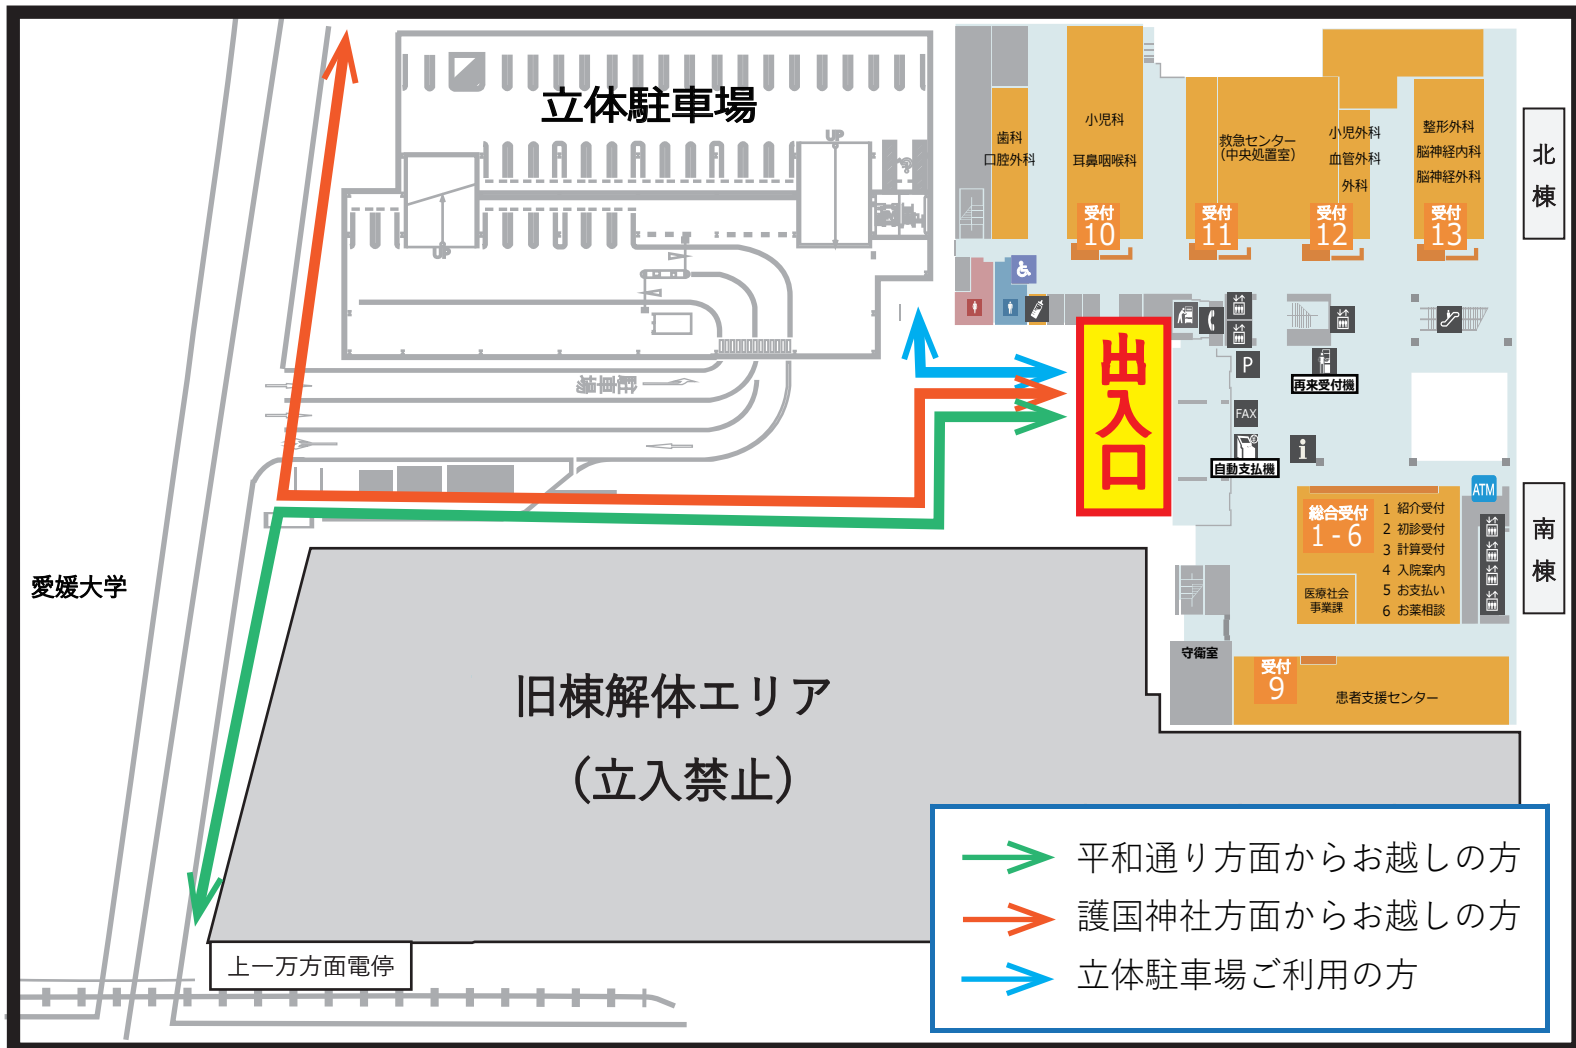 立体駐車場
UP
UP
歯科
口腔外科
小児科
耳鼻咽喉科
救急センター
(中央処置室)
小児外科
血管外科
外科
整形外科
脳神経内科
脳神経外科
受付
10
受付
11
受付
12
受付
13
北棟
出入口
P
再来受付機
FAX
i
自動支払機
駐車場
ATM
総合受付
1 - 6
1 紹介受付
2 初診受付
3 計算受付
4 入院案内
5 お支払い
6 お薬相談
医療社会
事業課
南棟
愛媛大学
守衛室
受付
9
患者支援センター
旧棟解体エリア
(立入禁止)
平和通り方面からお越しの方
護国神社方面からお越しの方
立体駐車場ご利用の方
上一万方面電停